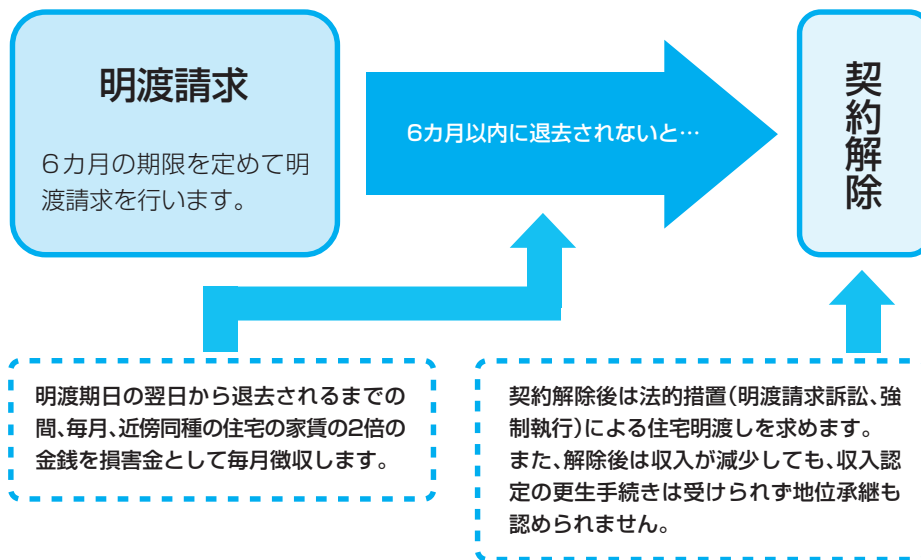 明渡請求
6カ月の期限を定めて明
渡請求を行います。
6カ月以内に退去されないと…
契約解除
明渡期日の翌日から退去されるまでの
間、毎月、近傍同種の住宅の家賃の2倍の
金銭を損害金として毎月徴収します。
契約解除後は法的措置(明渡請求訴訟、強
制執行)による住宅明渡しを求めます。
また、解除後は収入が減少しても、収入認
定の更生手続きは受けられず地位承継も
認められません。